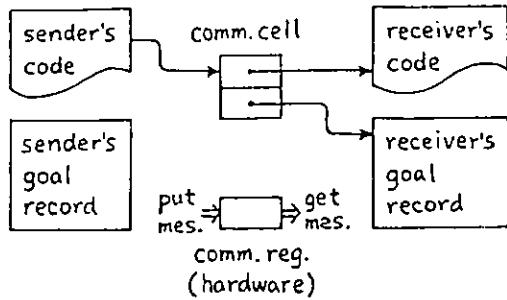 sender's
code
comm. cell
receiver's
code
sender's
goal
record
receiver's
goal
record
put
mes.
get
mes.
comm. reg.
(hardware)